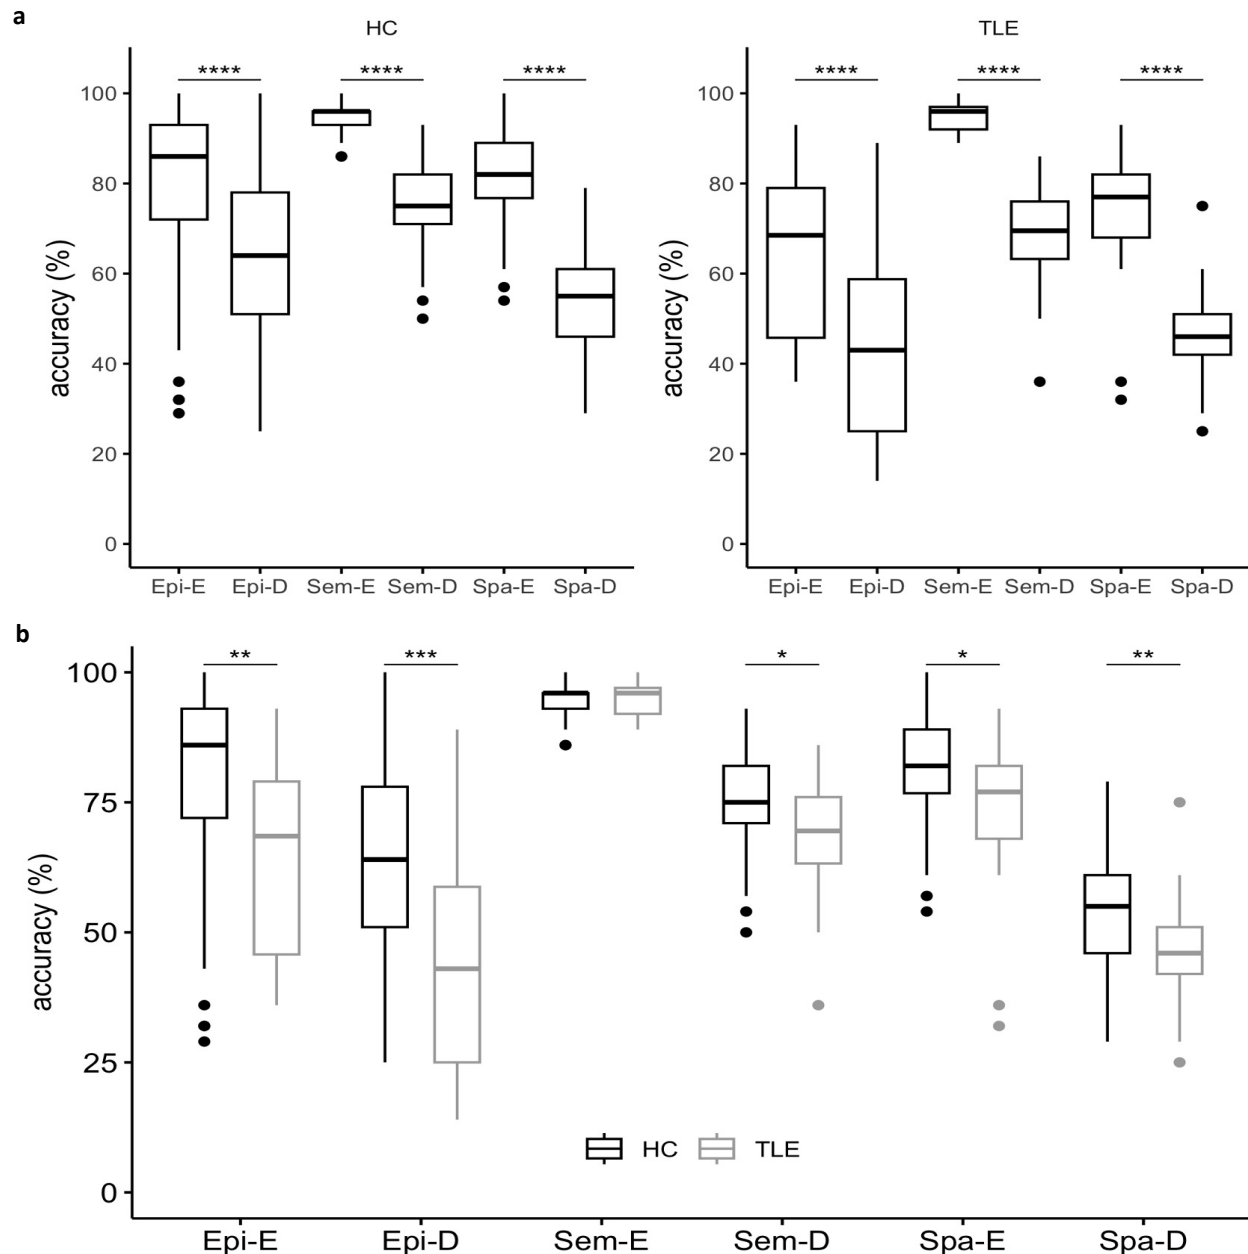 a
HC
TLE
**** **** ****
**** **** ****
accuracy (%)
100
80
60
40
20
0
Epi-E Epi-D Sem-E Sem-D Spa-E Spa-D
accuracy (%)
100
80
60
40
20
0
Epi-E Epi-D Sem-E Sem-D Spa-E Spa-D
b
** *** * * **
accuracy (%)
100
75
50
25
0
HC TLE
Epi-E Epi-D Sem-E Sem-D Spa-E Spa-D